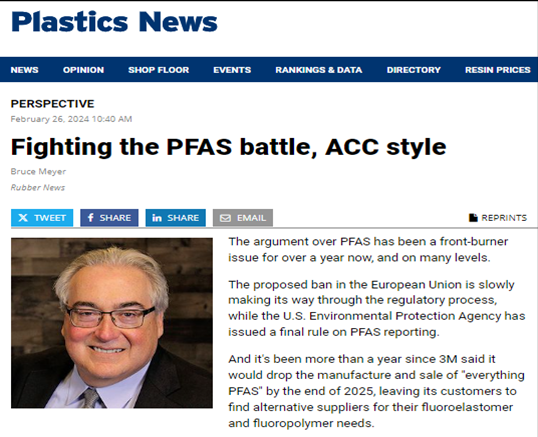 Plastics News
NEWS OPINION SHOP FLOOR EVENTS RANKINGS & DATA DIRECTORY RESIN PRICES
PERSPECTIVE
February 26, 2024 10:40 AM
Fighting the PFAS battle, ACC style
Bruce Meyer
Rubber News
TWEET SHARE SHARE EMAIL REPRINTS
The argument over PFAS has been a front-burner
issue for over a year now, and on many levels.
The proposed ban in the European Union is slowly
making its way through the regulatory process,
while the U.S. Environmental Protection Agency has
issued a final rule on PFAS reporting.
And it's been more than a year since 3M said it
would drop the manufacture and sale of "everything
PFAS" by the end of 2025, leaving its customers to
find alternative suppliers for their fluoroelastomer
and fluoropolymer needs.